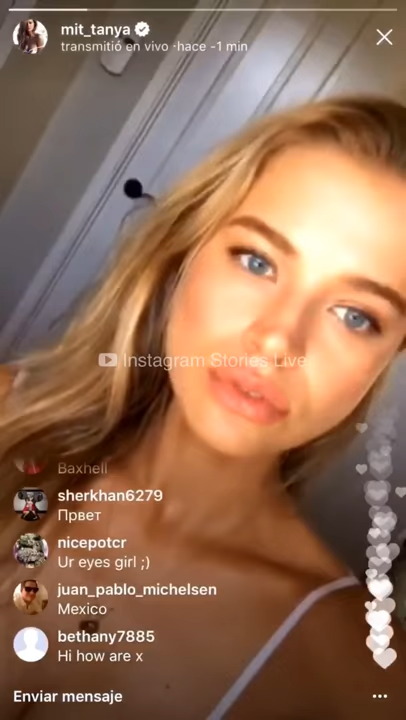 mit_tanya
transmitió en vivo ·hace -1 min
Instagram Stories Live
Baxhell
sherkhan6279
Првет
nicepotcr
Ur eyes girl ;)
juan_pablo_michelsen
Mexico
bethany7885
Hi how are x
Enviar mensaje